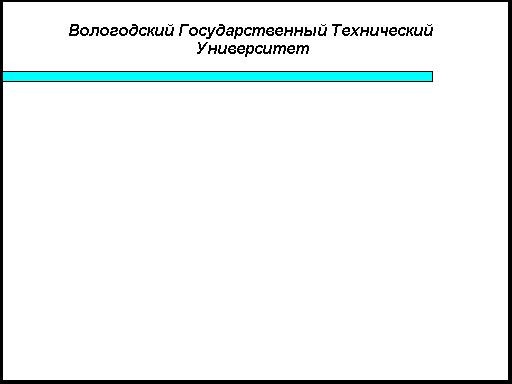 Вологодский Государственный Технический
Университет